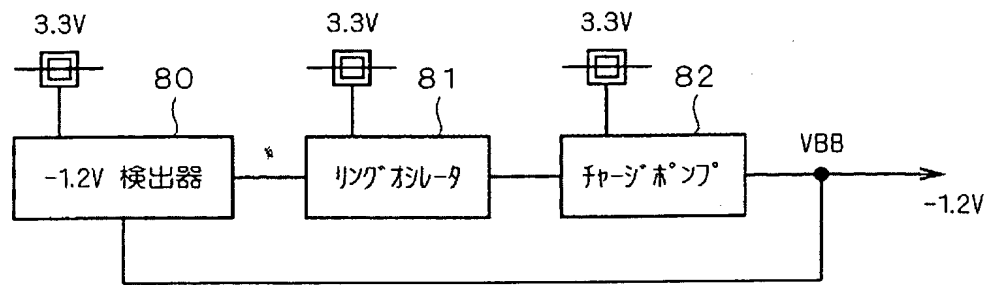 3.3V
3.3V
3.3V
80
81
82
-1.2V 検出器
リングオシレータ
チャージポンプ
VBB
-1.2V